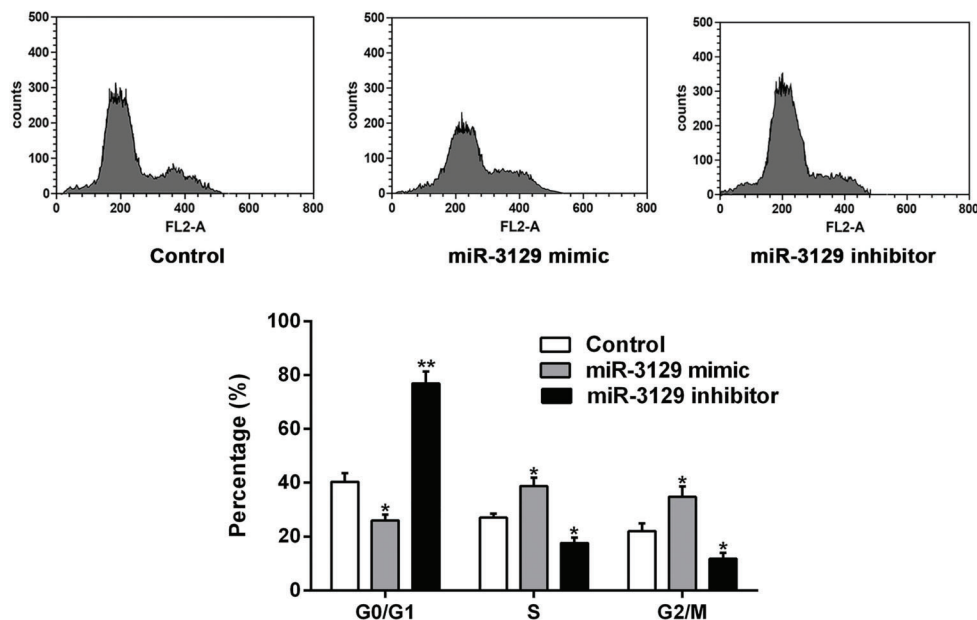 500
400
300
200
100
0
counts
0 200 400 600 800
FL2-A
Control
500
400
300
200
100
0
counts
0 200 400 600 800
FL2-A
miR-3129 mimic
500
400
300
200
100
0
counts
0 200 400 600 800
FL2-A
miR-3129 inhibitor
100
80
60
40
20
0
Percentage (%)
Control
miR-3129 mimic
miR-3129 inhibitor
* ** * * * *
G0/G1 S G2/M